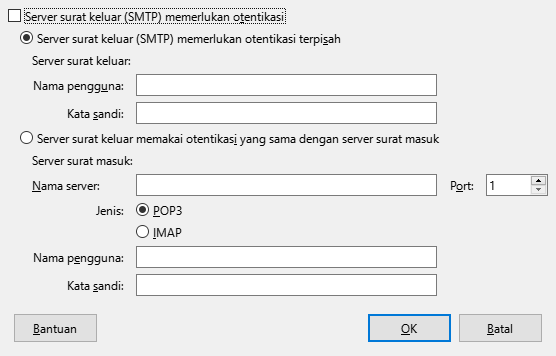 Server surat keluar (SMTP) memerlukan otentikasi
Server surat keluar (SMTP) memerlukan otentikasi terpisah
Server surat keluar:
Nama pengguna:
Kata sandi:
Server surat keluar memakai otentikasi yang sama dengan server surat masuk
Server surat masuk:
Nama server: Port: 1
Jenis: POP3
IMAP
Nama pengguna:
Kata sandi:
Bantuan OK Batal